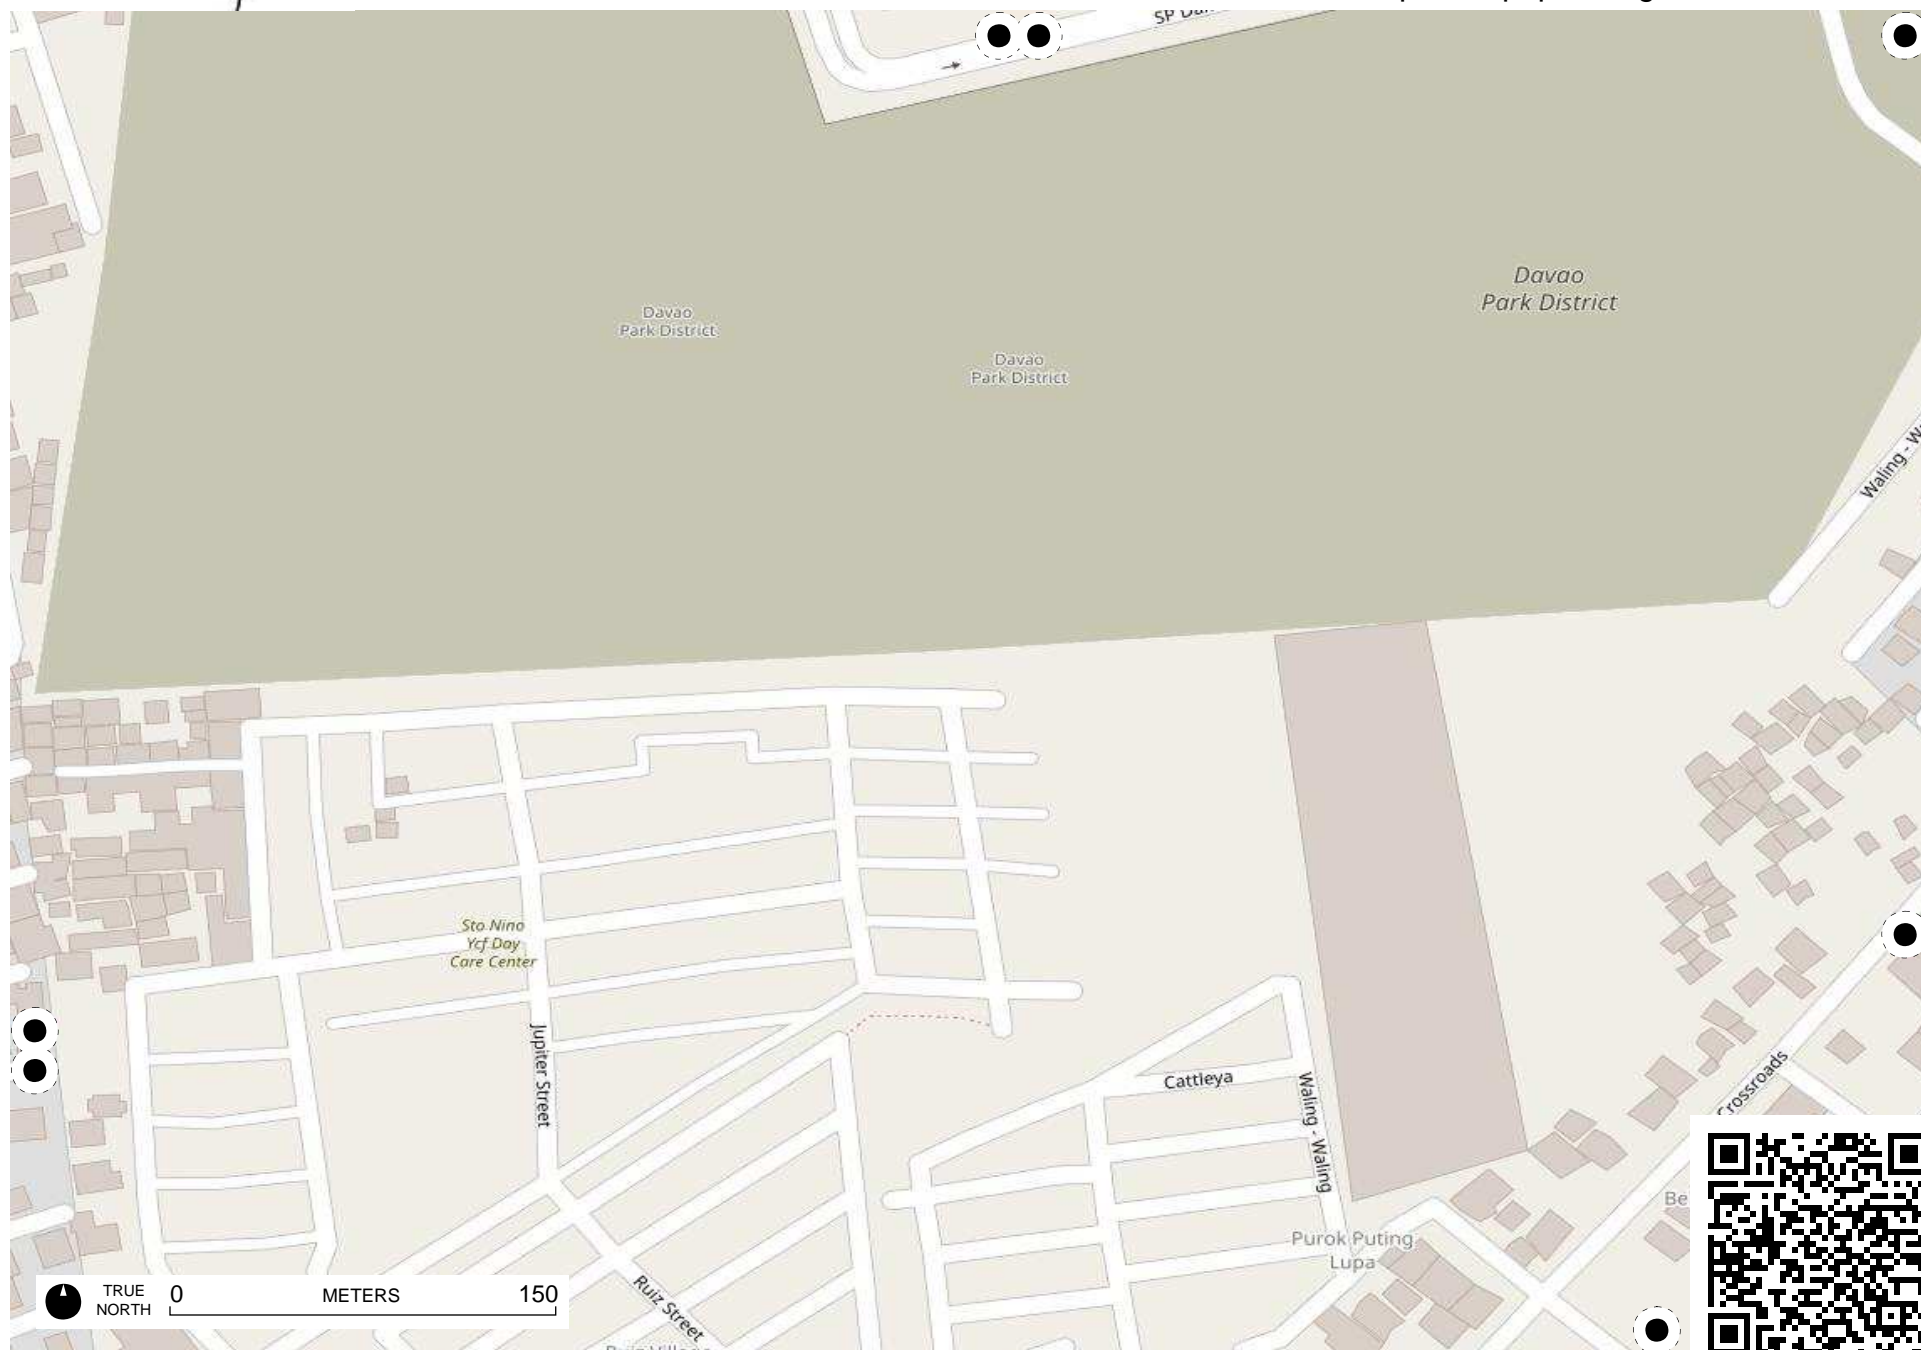 Davao
Park District
Davao
Park District
Davao
Park District
Sto Nino
Ycf Day
Care Center
Jupiter Street
Cattleya
Waling - Waling
Crossroads
Purok Puting
Lupa
Ruiz Street
TRUE
NORTH
0
METERS
150